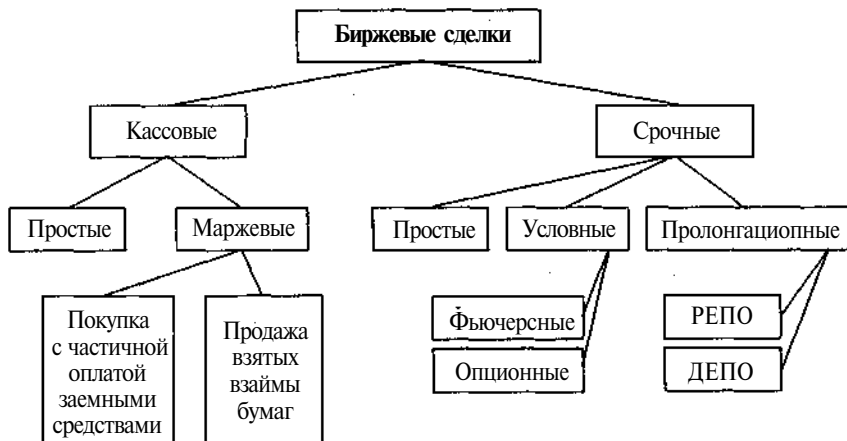 Биржевые сделки
Кассовые
Срочные
Простые
Маржевые
Простые
Условные
Пролонгациопные
Покупка
с частичной
оплатой
заемными
средствами
Продажа
взятых
взаймы
бумаг
Фьючерсные
Опционные
РЕПО
ДЕПО